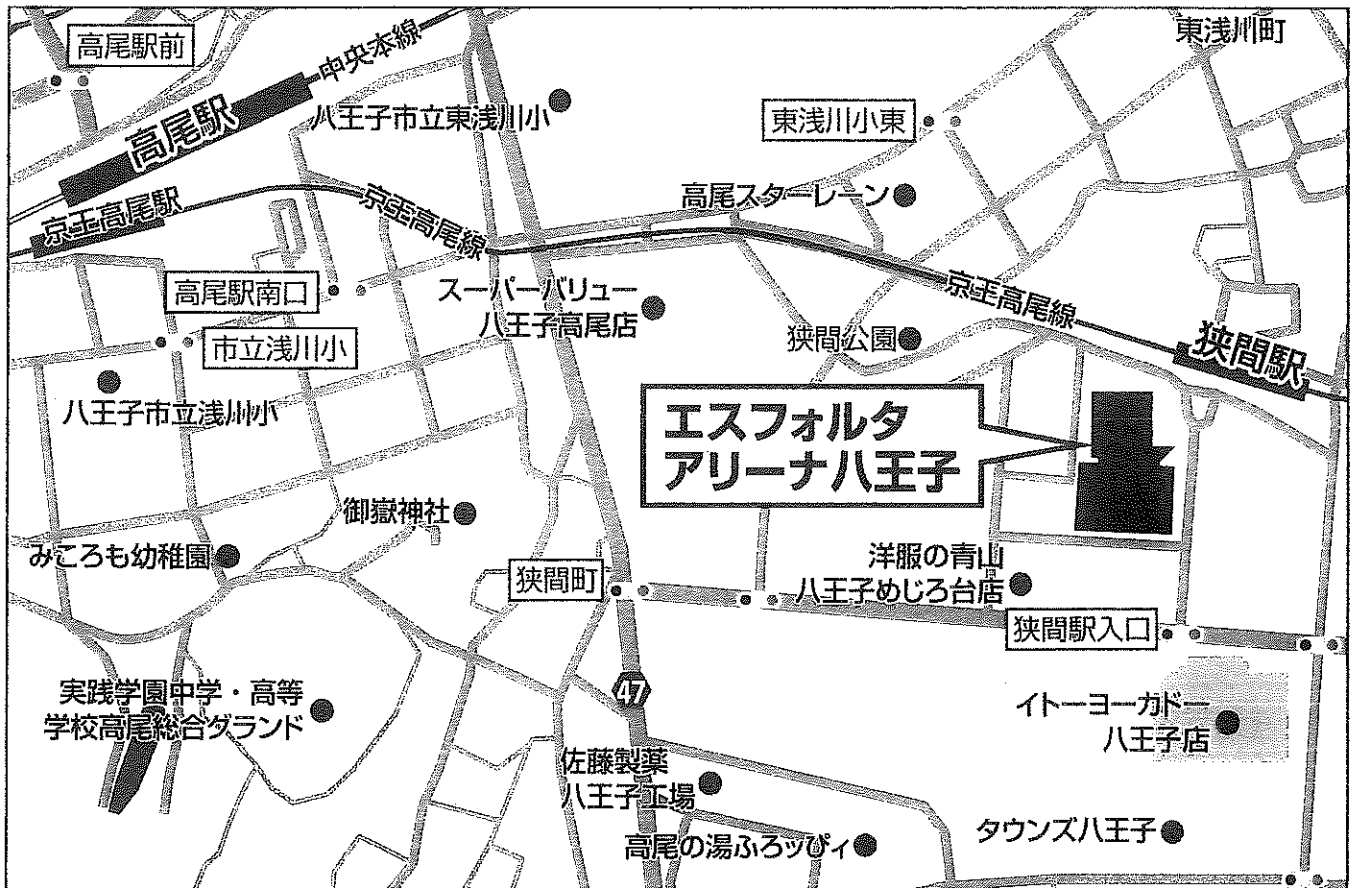 高尾駅前
中央本線
東浅川町
高尾駅
八王子市立東浅川小
東浅川小東
京王高尾駅
京王高尾線
高尾スターレーン
高尾駅南口
スーパーバリュー
八王子高尾店
京王高尾線
市立浅川小
狭間公園
狭間駅
八王子市立浅川小
エスフォルタ
アリーナ八王子
御嶽神社
みころも幼稚園
狭間町
洋服の青山
八王子めじろ台店
狭間駅入口
47
実践学園中学・高等
学校高尾総合グランド
イトーヨーカドー
八王子店
佐藤製薬
八王子工場
高尾の湯ふろッぴィ
タウンズ八王子